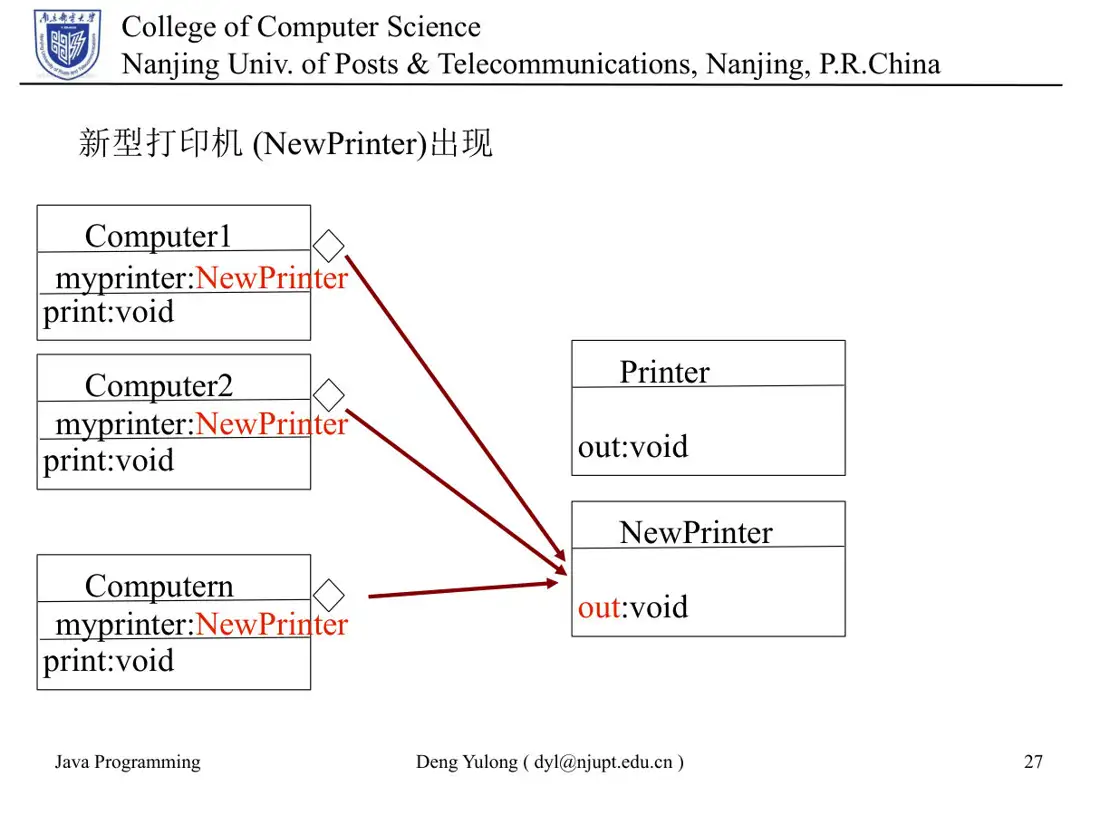 College of Computer Science
Nanjing Univ. of Posts & Telecommunications, Nanjing, P.R.China
新型打印机 (NewPrinter)出现
Computer1
myprinter:NewPrinter
print:void
Computer2
myprinter:NewPrinter
print:void
Computern
myprinter:NewPrinter
print:void
Printer
out:void
NewPrinter
out:void
Java Programming
Deng Yulong ( dyl@njupt.edu.cn )
27